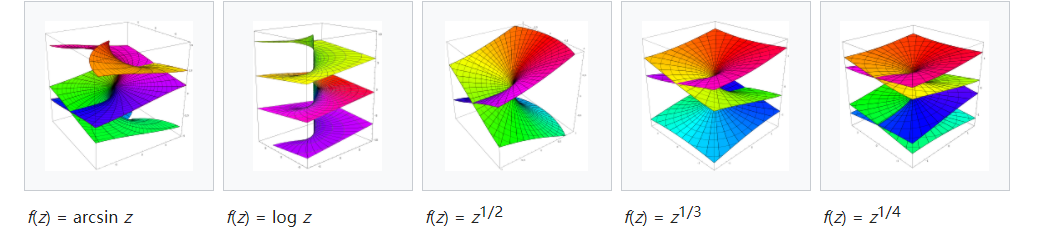 f(z) = arcsin z
f(z) = log z
f(z) = z1/2
f(z) = z1/3
f(z) = z1/4